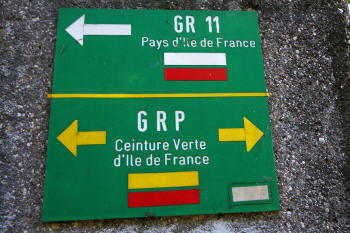 GR 11
Pays d'Ile de France
GRP
Ceinture Verte
d'Ile de France